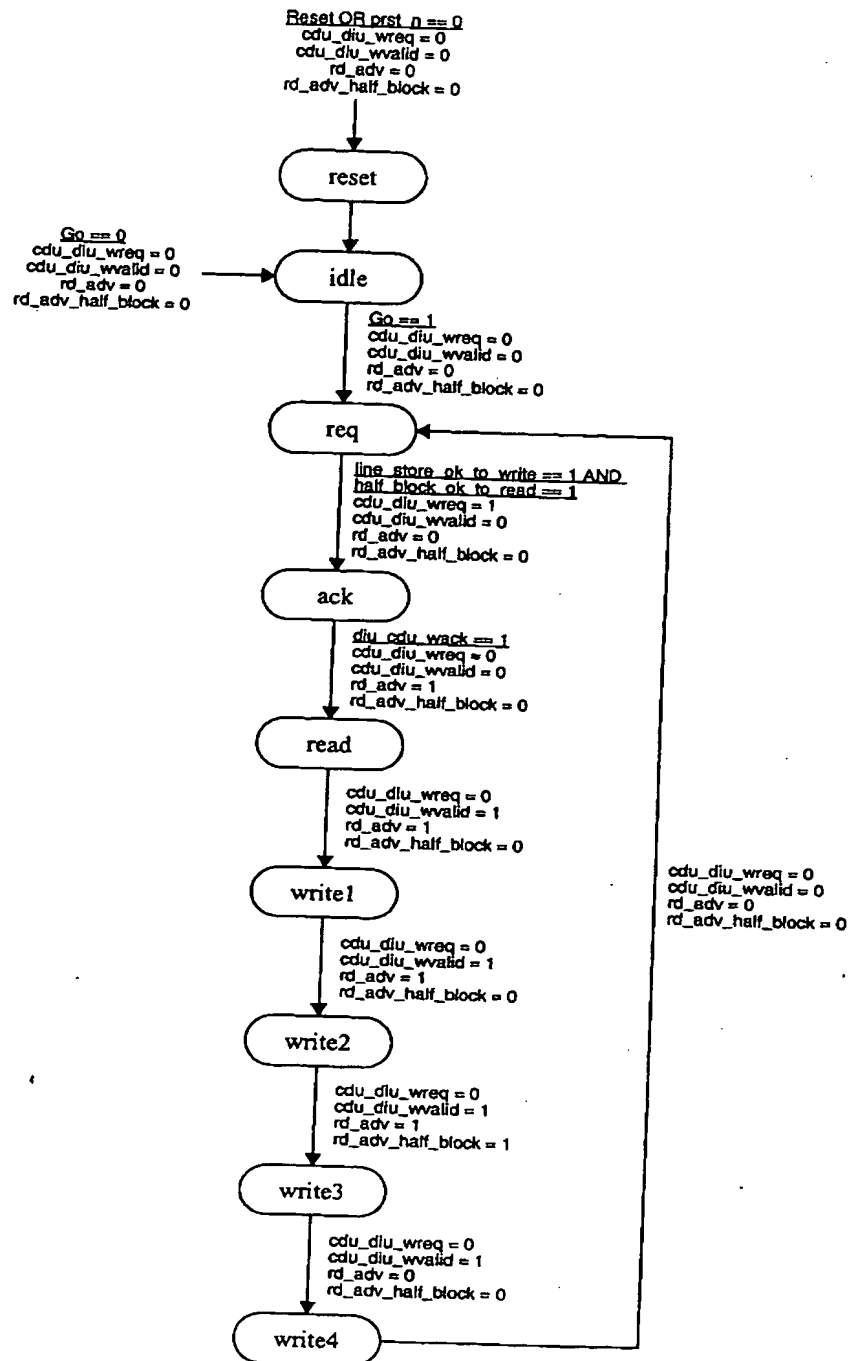 Reset OR prst_n == 0
cdu_diu_wreq = 0
cdu_diu_wvalid = 0
rd_adv = 0
rd_adv_half_block = 0
reset
Go == 0
cdu_diu_wreq = 0
cdu_diu_wvalid = 0
rd_adv = 0
rd_adv_half_block = 0
idle
Go == 1
cdu_diu_wreq = 0
cdu_diu_wvalid = 0
rd_adv = 0
rd_adv_half_block = 0
req
line_store_ok_to_write == 1 AND
half_block_ok_to_read == 1
cdu_diu_wreq = 1
cdu_diu_wvalid = 0
rd_adv = 0
rd_adv_half_block = 0
ack
diu_cdu_wack == 1
cdu_diu_wreq = 0
cdu_diu_wvalid = 0
rd_adv = 1
rd_adv_half_block = 0
read
cdu_diu_wreq = 0
cdu_diu_wvalid = 1
rd_adv = 1
rd_adv_half_block = 0
write1
cdu_diu_wreq = 0
cdu_diu_wvalid = 1
rd_adv = 1
rd_adv_half_block = 0
write2
cdu_diu_wreq = 0
cdu_diu_wvalid = 1
rd_adv = 1
rd_adv_half_block = 1
write3
cdu_diu_wreq = 0
cdu_diu_wvalid = 1
rd_adv = 0
rd_adv_half_block = 0
write4
cdu_diu_wreq = 0
cdu_diu_wvalid = 0
rd_adv = 0
rd_adv_half_block = 0